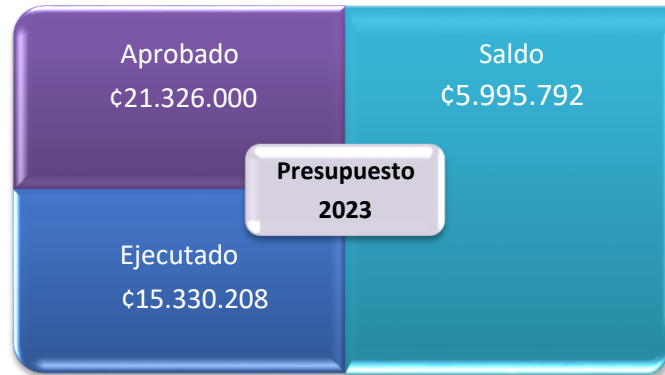 Aprobado
¢21.326.000
Saldo
¢5.995.792
Presupuesto
2023
Ejecutado
¢15.330.208